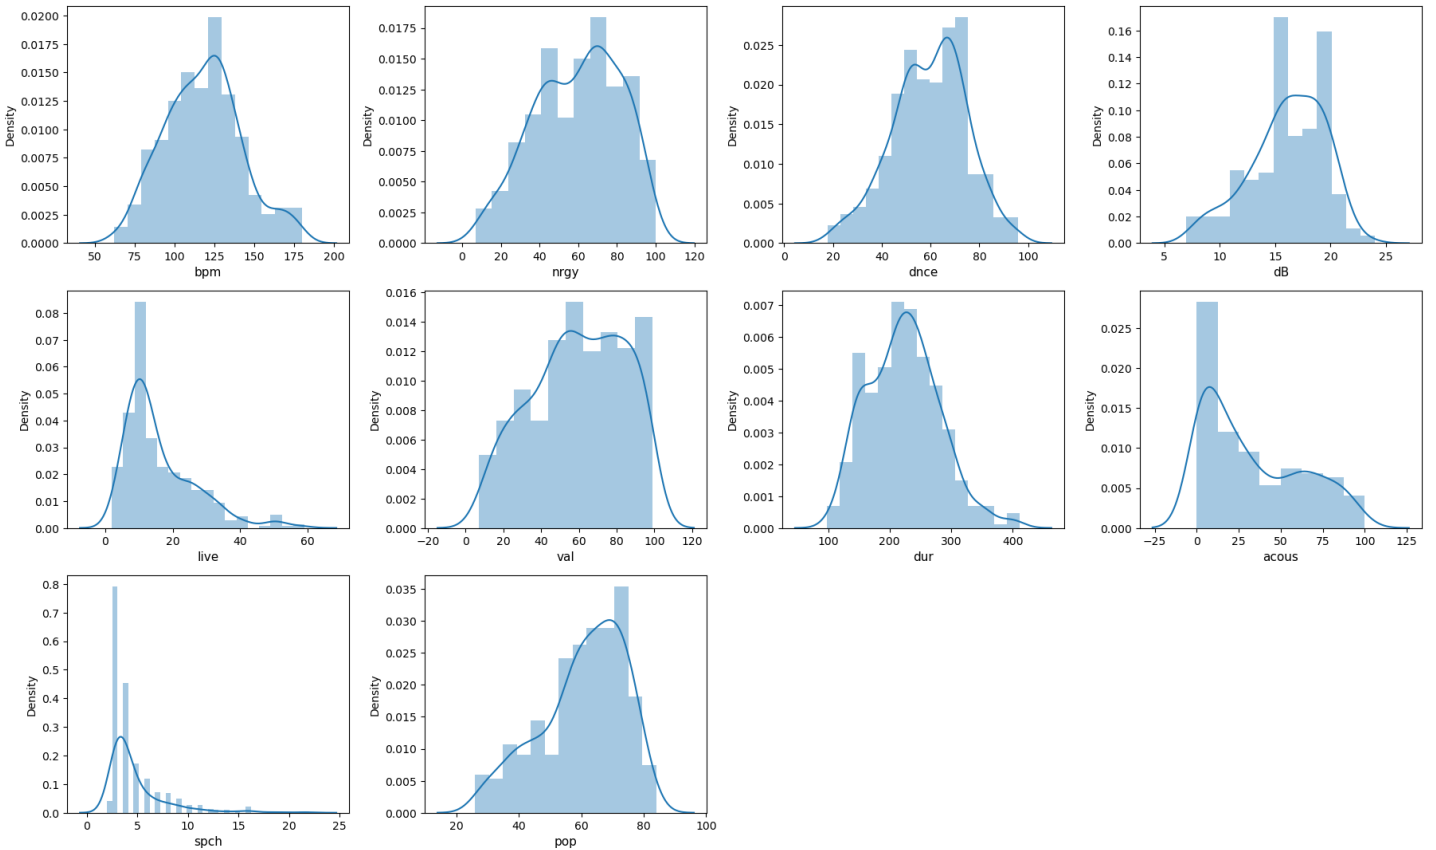 0.0200
0.0175
0.0150
0.0125
0.0100
0.0075
0.0050
0.0025
0.0000
Density
50 75 100 125 150 175 200
bpm
0.0175
0.0150
0.0125
0.0100
0.0075
0.0050
0.0025
0.0000
Density
0 20 40 60 80 100 120
nrgy
0.025
0.020
0.015
0.010
0.005
0.000
Density
0 20 40 60 80 100
dnce
0.16
0.14
0.12
0.10
0.08
0.06
0.04
0.02
0.00
Density
5 10 15 20 25
dB
0.08
0.07
0.06
0.05
0.04
0.03
0.02
0.01
0.00
Density
0 20 40 60
live
0.016
0.014
0.012
0.010
0.008
0.006
0.004
0.002
0.000
Density
−20 0 20 40 60 80 100 120
val
0.007
0.006
0.005
0.004
0.003
0.002
0.001
0.000
Density
100 200 300 400
dur
0.025
0.020
0.015
0.010
0.005
0.000
Density
−25 0 25 50 75 100 125
acous
0.8
0.7
0.6
0.5
0.4
0.3
0.2
0.1
0.0
Density
0 5 10 15 20 25
spch
0.035
0.030
0.025
0.020
0.015
0.010
0.005
0.000
Density
20 40 60 80 100
pop